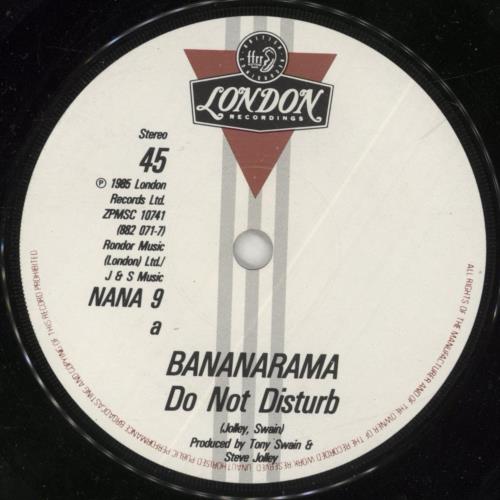 ffrr
LONDON
RECORDINGS
Stereo
45
℗ 1985 London
Records Ltd.
ZPMSC 10741
(882 071-7)
Rondor Music
(London) Ltd./
J & S Music
NANA 9
a
BANANARAMA
Do Not Disturb
(Jolley, Swain)
Produced by Tony Swain &
Steve Jolley
ALL RIGHTS OF THE MANUFACTURER AND OF THE OWNER OF THE RECORDED WORK RESERVED UNAUTHORISED PUBLIC PERFORMANCE BROADCASTING AND COPYING OF THIS RECORD PROHIBITED